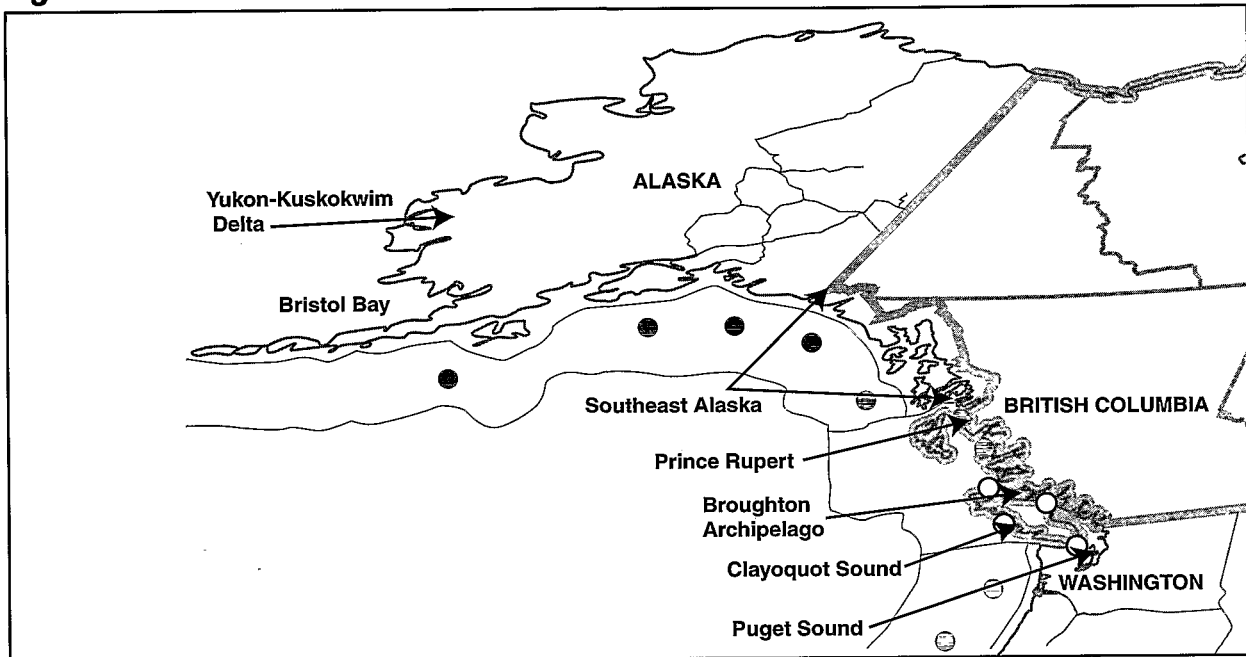 ALASKA
Yukon-Kuskokwim
Delta
Bristol Bay
Southeast Alaska
BRITISH COLUMBIA
Prince Rupert
Broughton
Archipelago
Clayoquot Sound
WASHINGTON
Puget Sound